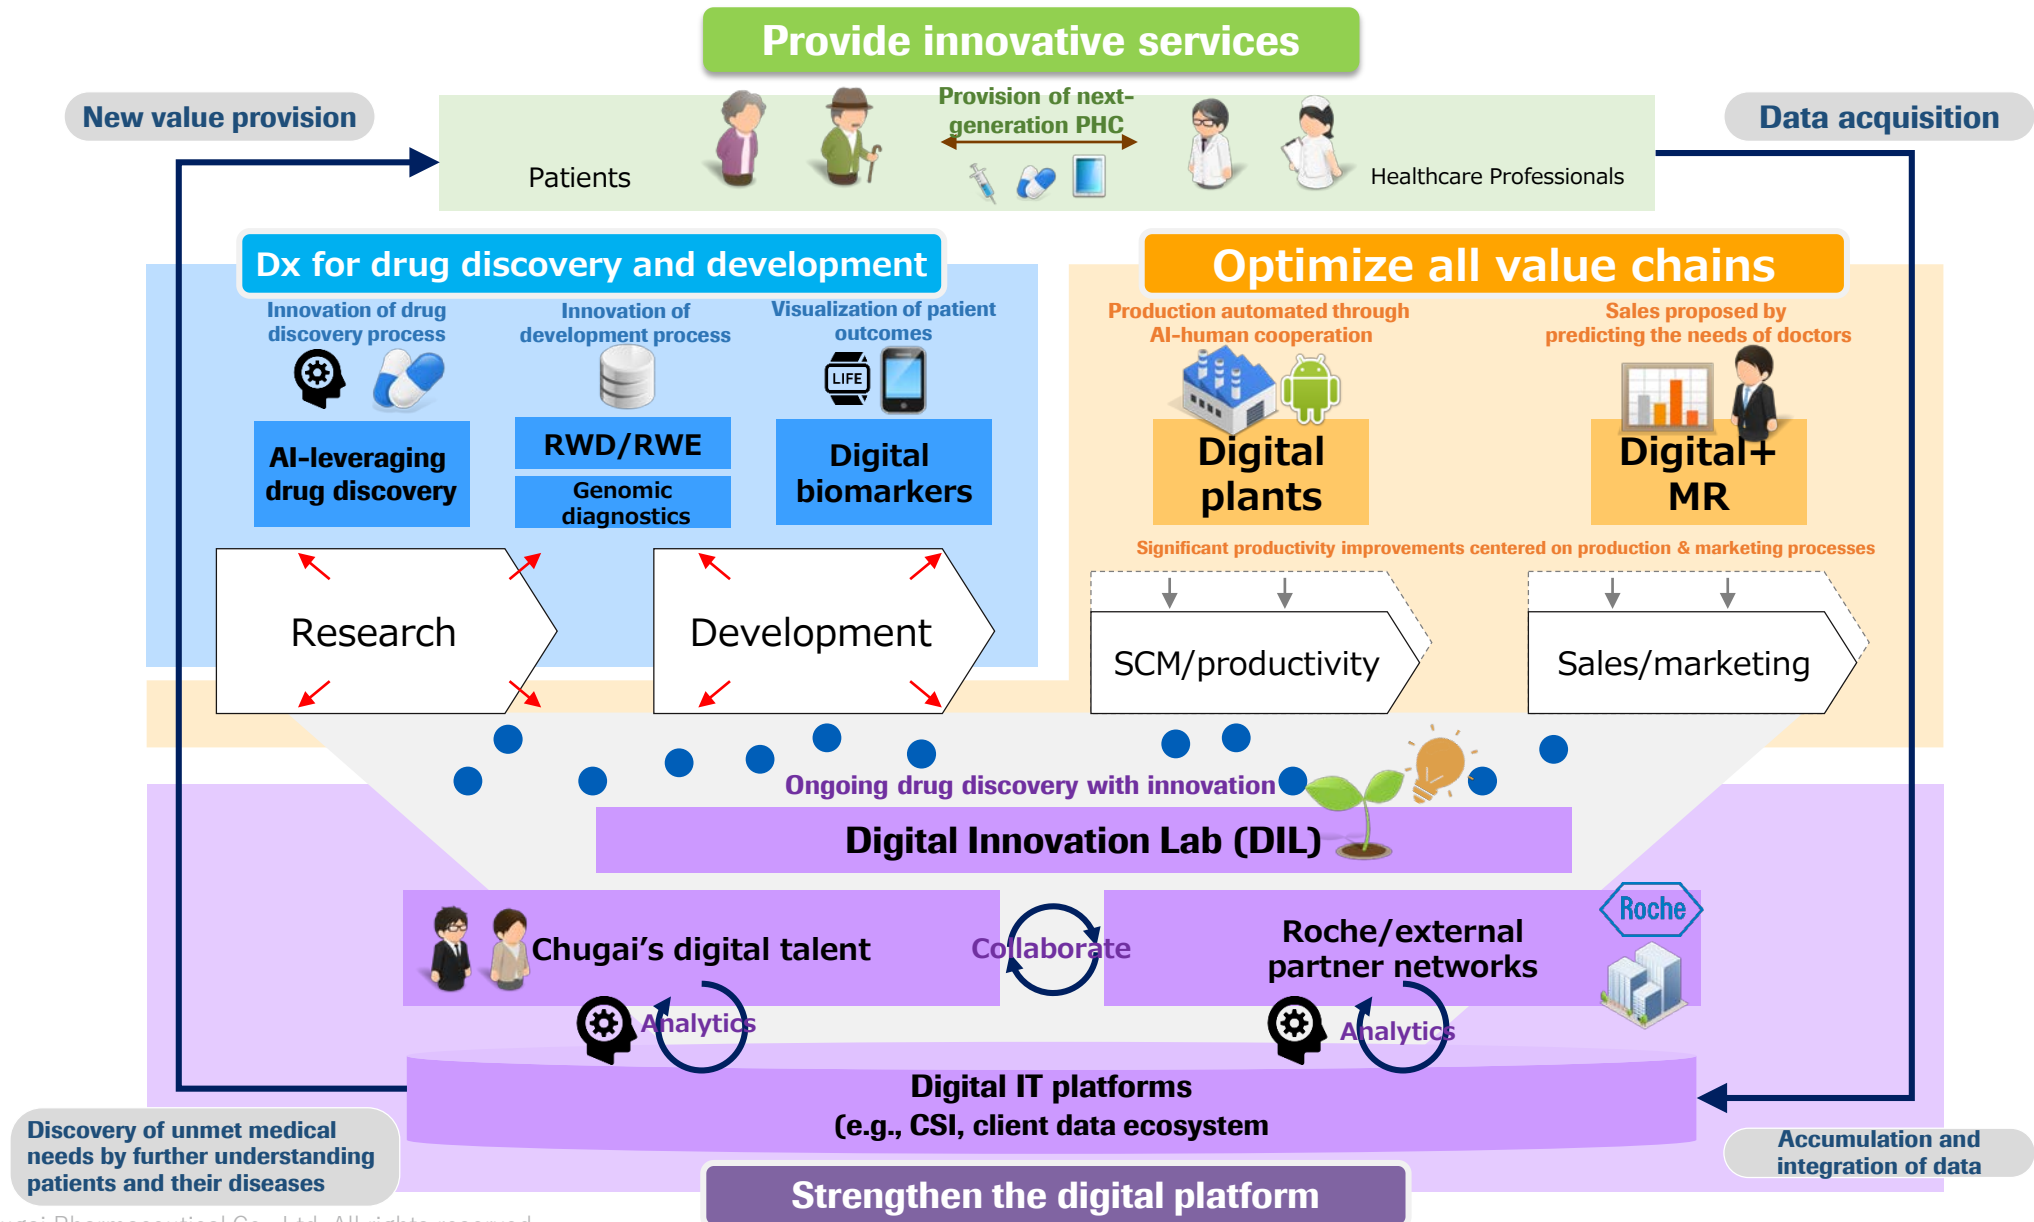 Provide innovative services
New value provision
Data acquisition
Provision of next-
generation PHC
Patients
Healthcare Professionals
Dx for drug discovery and development
Optimize all value chains
Innovation of drug
discovery process
Innovation of
development process
Visualization of patient
outcomes
Production automated through
AI-human cooperation
Sales proposed by
predicting the needs of doctors
LIFE
AI-leveraging
drug discovery
RWD/RWE
Genomic
diagnostics
Digital
biomarkers
Digital
plants
Digital+
MR
Significant productivity improvements centered on production & marketing processes
Research
Development
SCM/productivity
Sales/marketing
Ongoing drug discovery with innovation
Digital Innovation Lab (DIL)
Chugai's digital talent
Collaborate
Roche/external
partner networks
Roche
Analytics
Analytics
Digital IT platforms
(e.g., CSI, client data ecosystem
Discovery of unmet medical
needs by further understanding
patients and their diseases
Accumulation and
integration of data
Strengthen the digital platform
Pharmaceutical Co., Ltd. All rights reserved